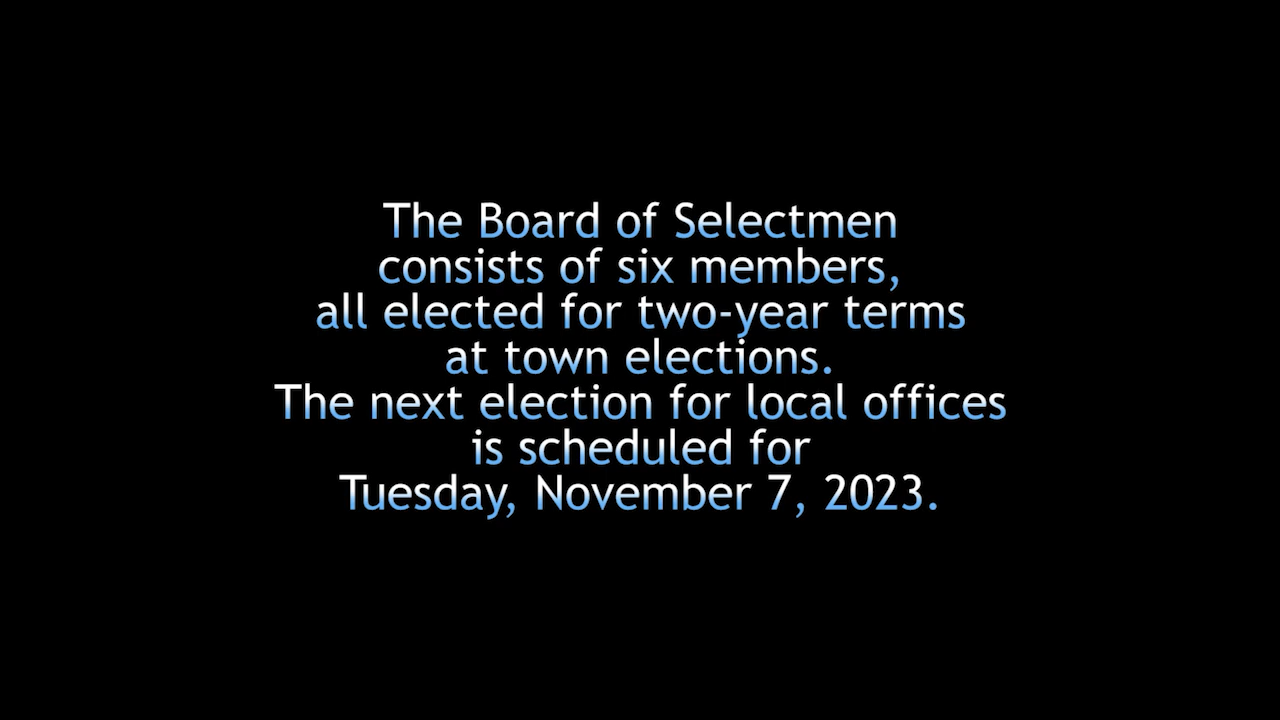 The Board of Selectmen
consists of six members,
all elected for two-year terms
at town elections.
The next election for local offices
is scheduled for
Tuesday, November 7, 2023.